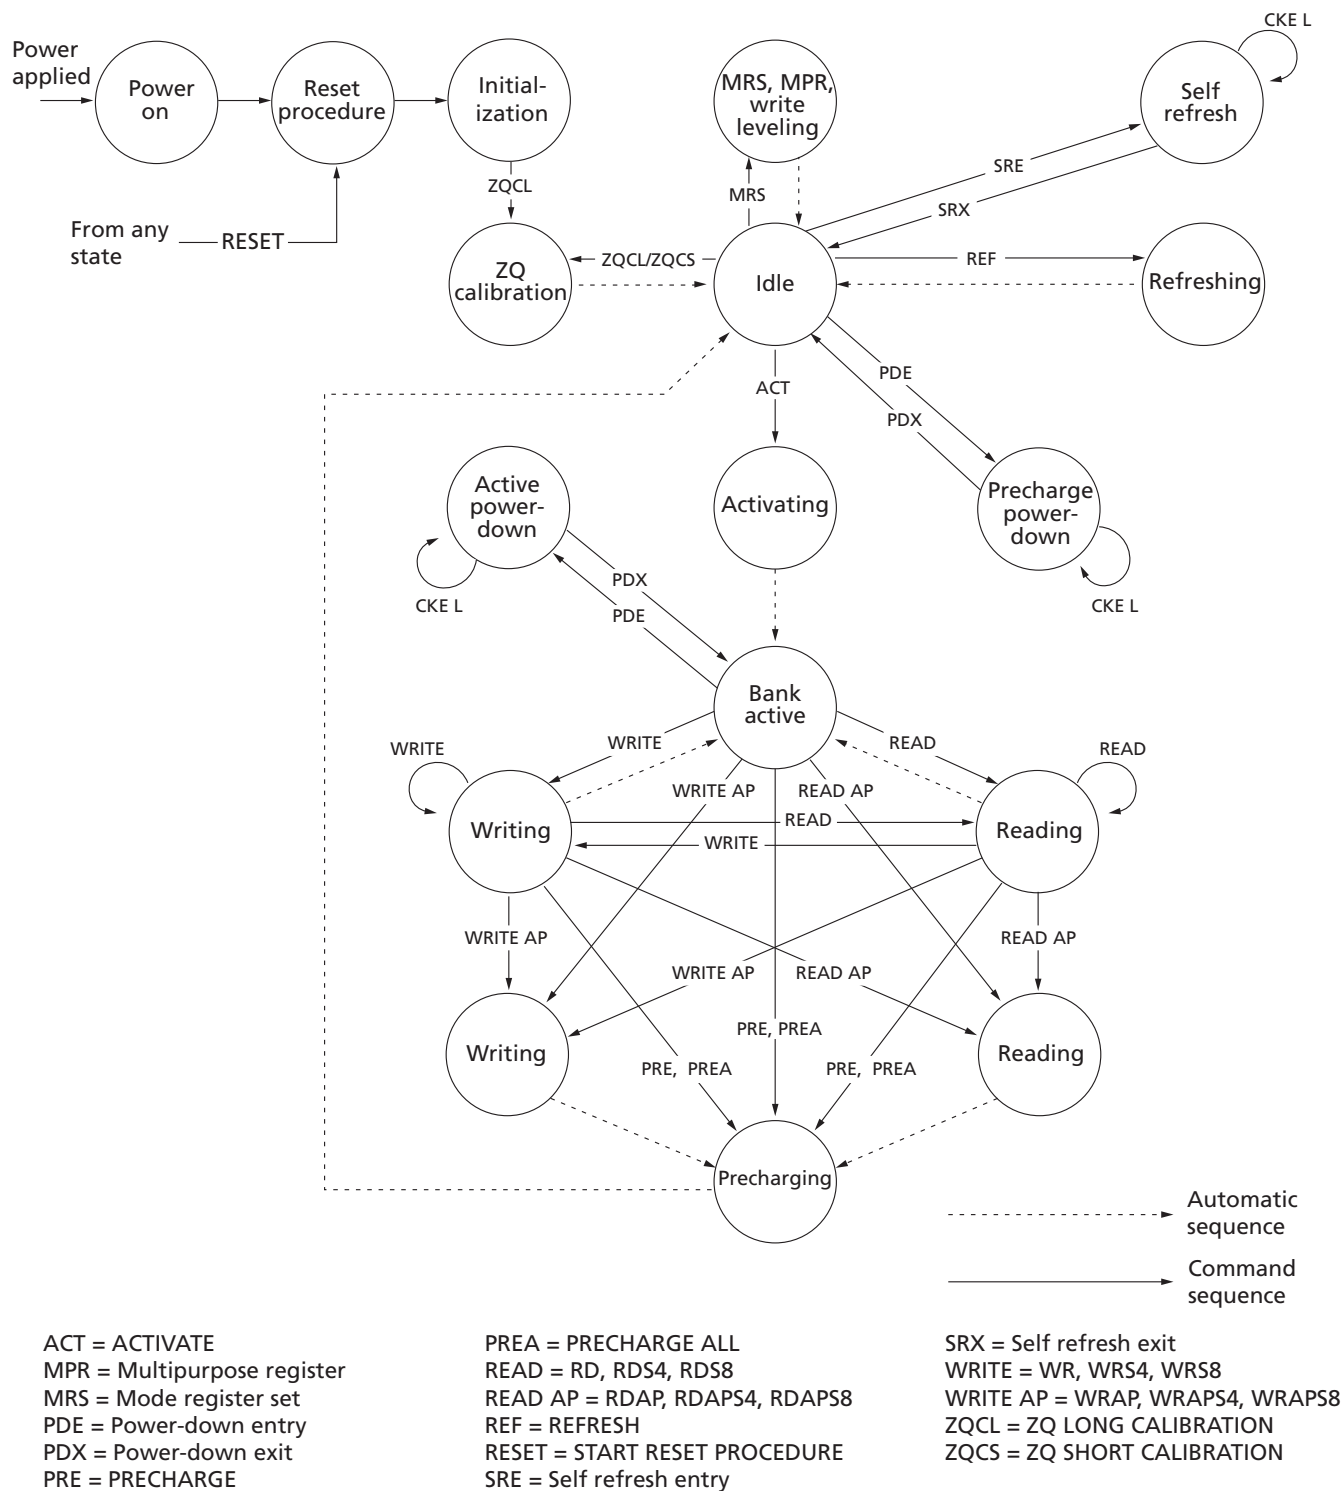 Power
applied
Power
on
Reset
procedure
Initial-
ization
MRS, MPR,
write
leveling
CKE L
Self
refresh
ZQCL
MRS
SRE
SRX
From any
state
RESET
ZQ
calibration
ZQCL/ZQCS
Idle
REF
Refreshing
ACT
PDE
PDX
Active
power-
down
Activating
Precharge
power-
down
CKE L
PDX
PDE
CKE L
Bank
active
WRITE
WRITE
READ
READ
WRITE AP
READ AP
Writing
READ
WRITE
Reading
WRITE AP
READ AP
WRITE AP
READ AP
PRE, PREA
Writing
PRE, PREA
PRE, PREA
Reading
Precharging
Automatic
sequence
Command
sequence
ACT = ACTIVATE
MPR = Multipurpose register
MRS = Mode register set
PDE = Power-down entry
PDX = Power-down exit
PRE = PRECHARGE
PREA = PRECHARGE ALL
READ = RD, RDS4, RDS8
READ AP = RDAP, RDAPS4, RDAPS8
REF = REFRESH
RESET = START RESET PROCEDURE
SRE = Self refresh entry
SRX = Self refresh exit
WRITE = WR, WRS4, WRS8
WRITE AP = WRAP, WRAPS4, WRAPS8
ZQCL = ZQ LONG CALIBRATION
ZQCS = ZQ SHORT CALIBRATION